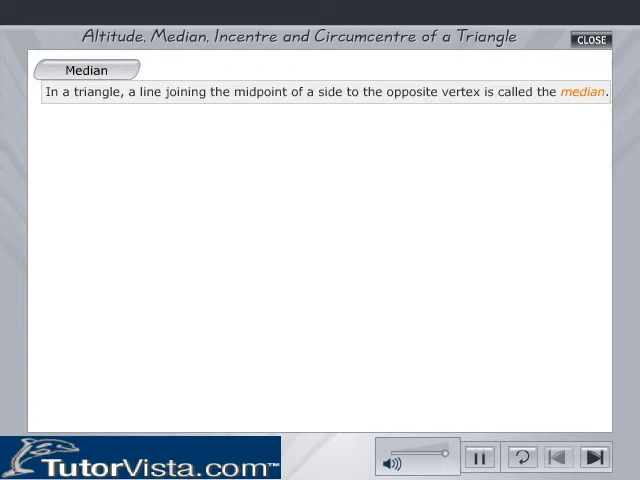 Altitude, Median, Incentre and Circumcentre of a Triangle
CLOSE
Median
In a triangle, a line joining the midpoint of a side to the opposite vertex is called the median.
TutorVista.com™